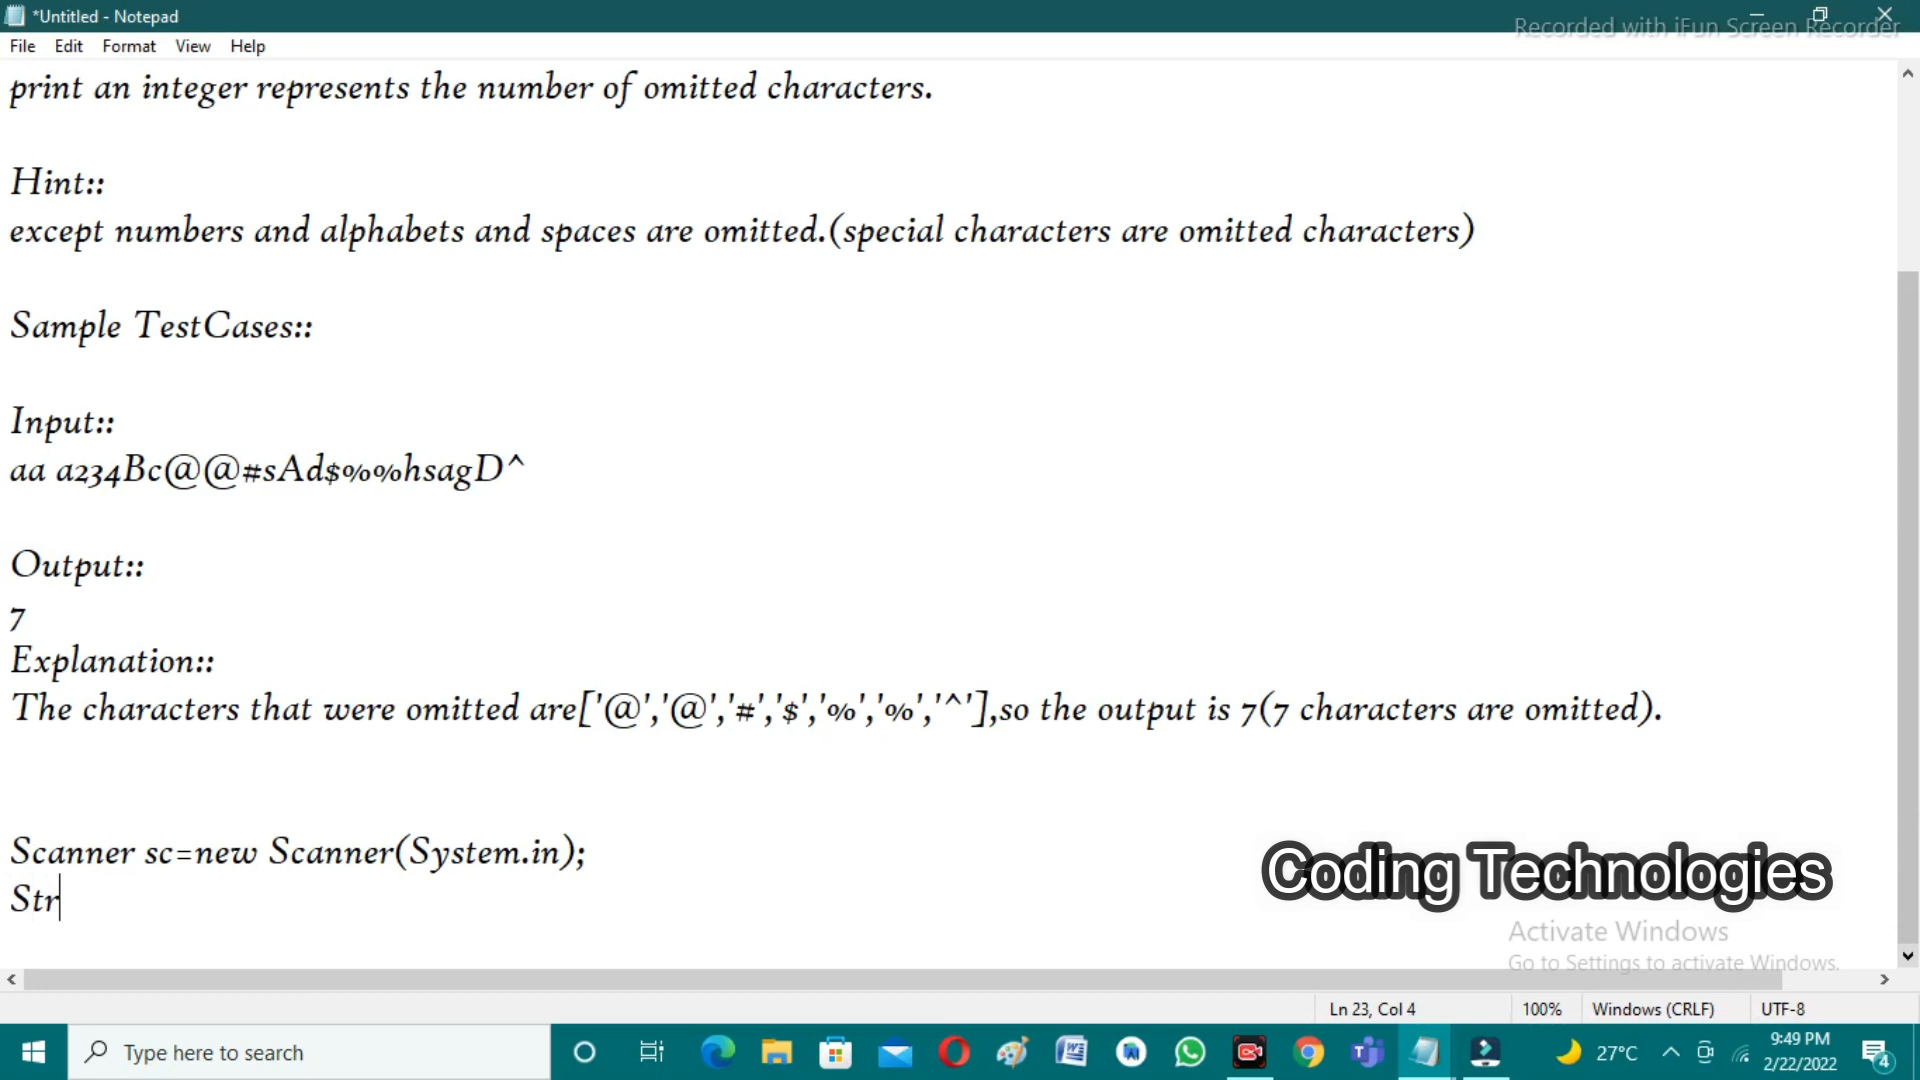 *Untitled - Notepad
Recorded with iFun Screen Recorder
File Edit Format View Help
print an integer represents the number of omitted characters.
Hint::
except numbers and alphabets and spaces are omitted.(special characters are omitted characters)
Sample TestCases::
Input::
aa a234Bc@@#sAd$%%hsagD^
Output::
7
Explanation::
The characters that were omitted are['@','@','#','$','%','%','^'],so the output is 7(7 characters are omitted).
Scanner sc=new Scanner(System.in);
Str
Coding Technologies
Activate Windows
Go to Settings to activate Windows.
Ln 23, Col 4 100% Windows (CRLF) UTF-8
Type here to search
27°C
9:49 PM
2/22/2022
4